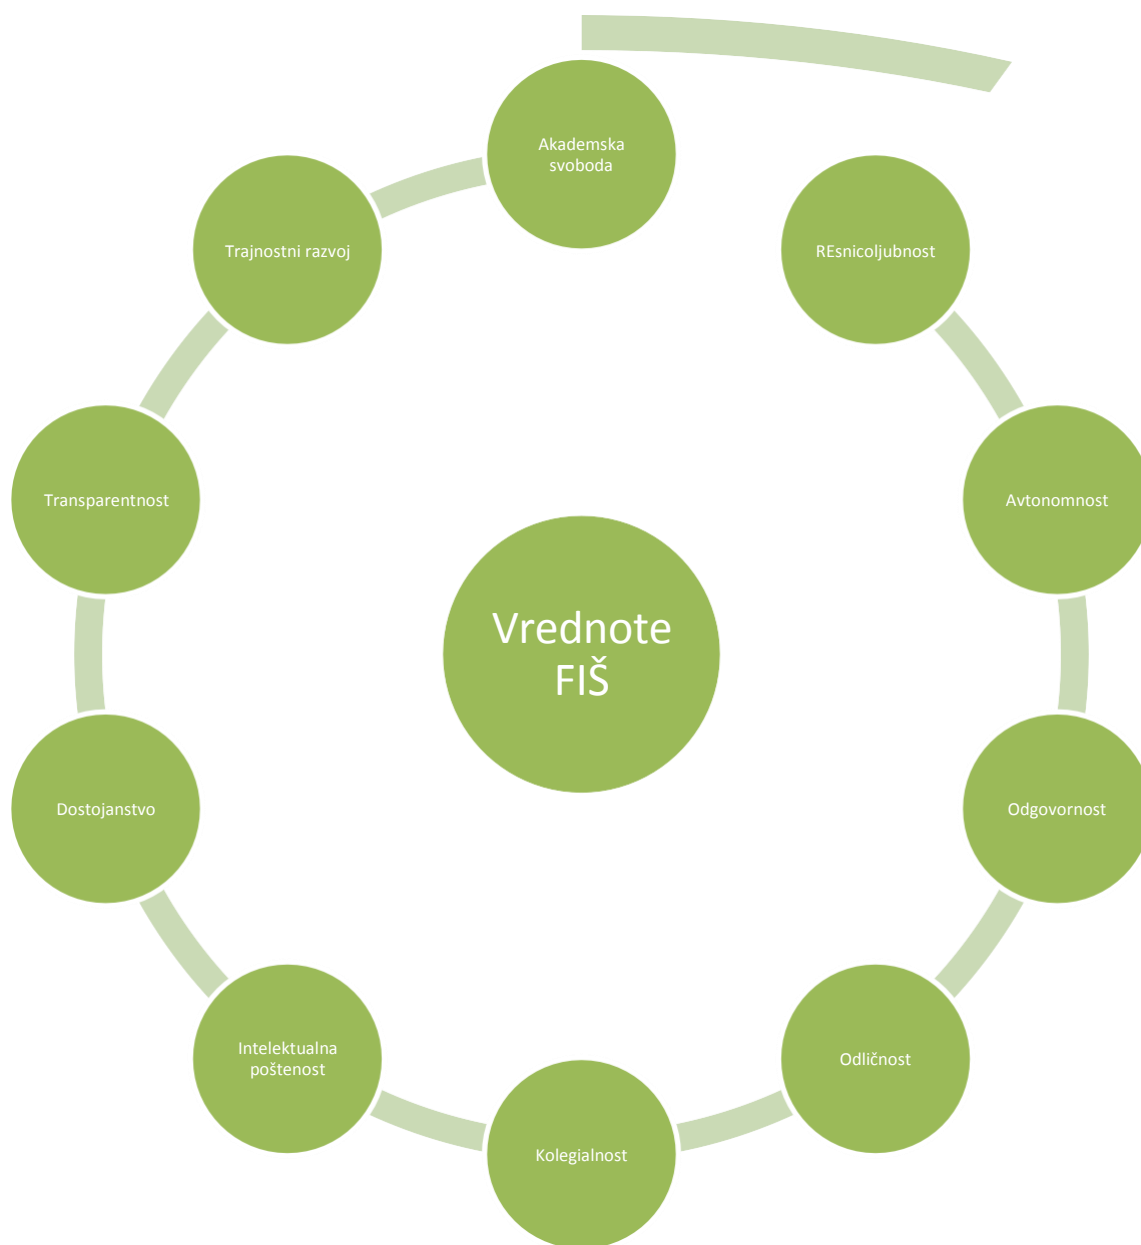 Akademska
svoboda
REsnicoljubnost
Avtonomnost
Odgovornost
Odličnost
Kolegialnost
Intelektualna
poštenost
Dostojanstvo
Transparentnost
Trajnostni razvoj
Vrednote
FIŠ